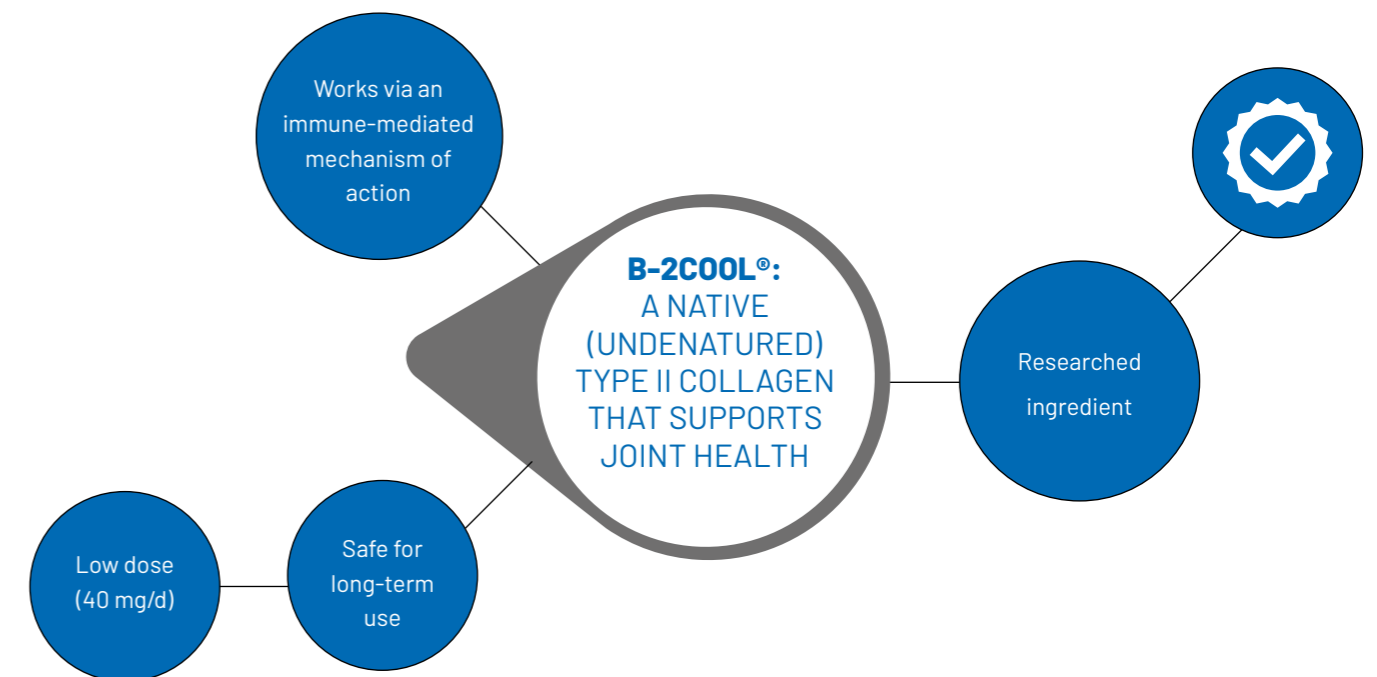 Works via an
immune-mediated
mechanism of
action
B-2COOL®:
A NATIVE
(UNDENATURED)
TYPE II COLLAGEN
THAT SUPPORTS
JOINT HEALTH
Researched
ingredient
Safe for
long-term
use
Low dose
(40 mg/d)